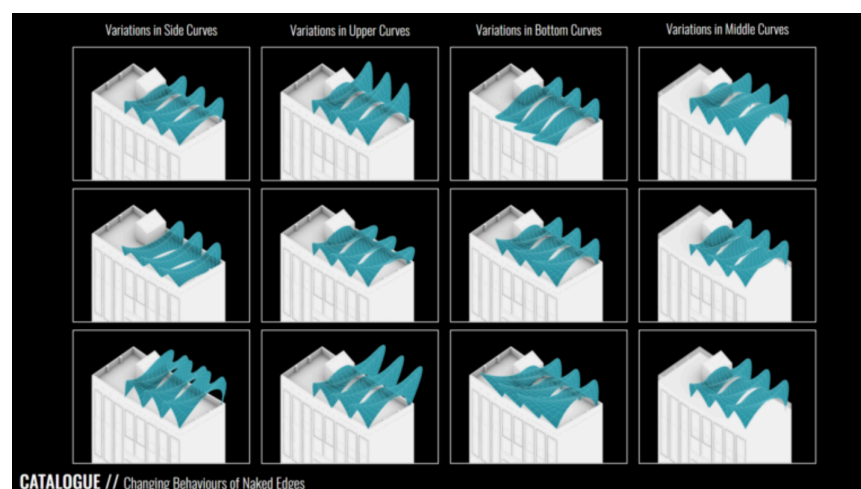 Variations in Side Curves
Variations in Upper Curves
Variations in Bottom Curves
Variations in Middle Curves
CATALOGUE // Changing Behaviours of Naked Edges